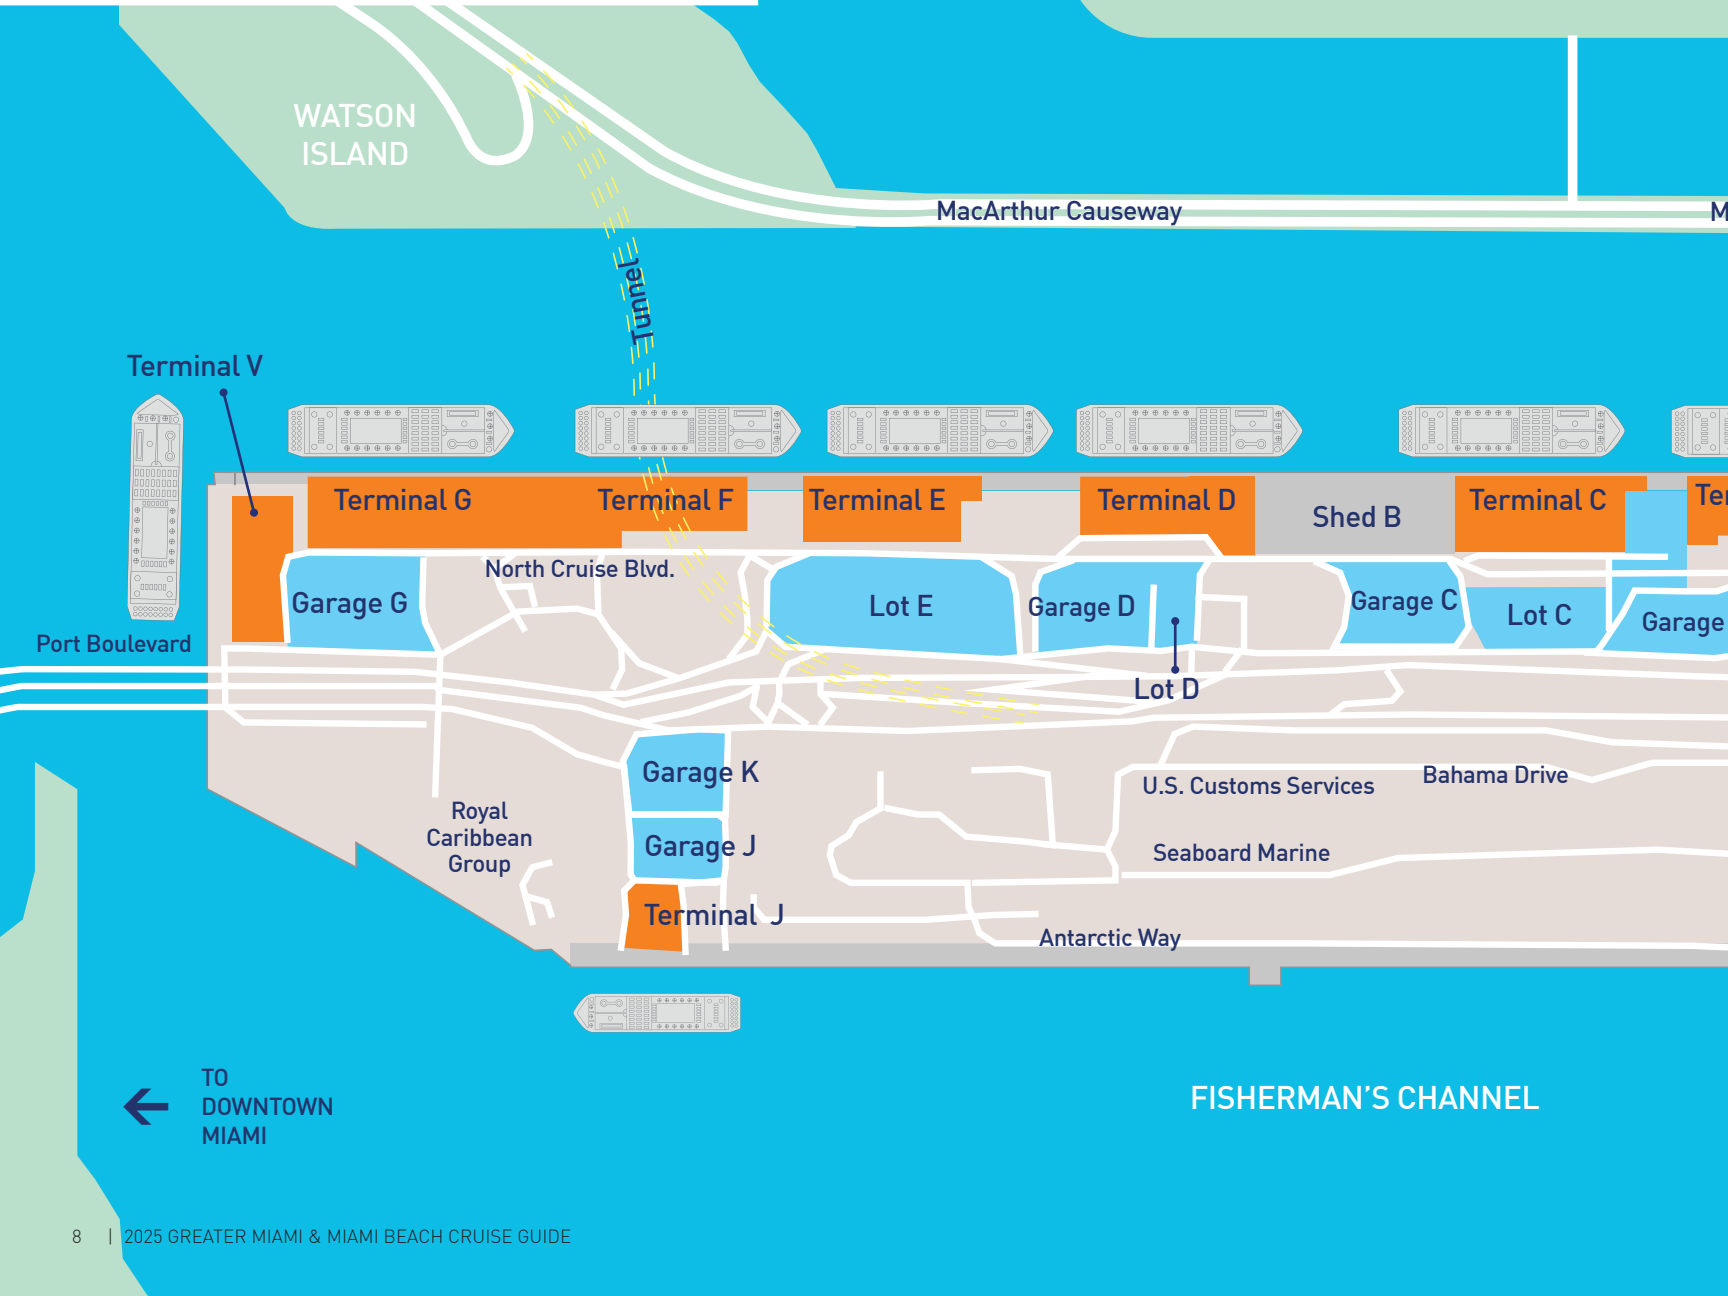 WATSON
ISLAND
MacArthur Causeway
M
Tunnel
Terminal V
Terminal G
Terminal F
Terminal E
Terminal D
Shed B
Terminal C
Ter
North Cruise Blvd.
Garage G
Lot E
Garage D
Garage C
Lot C
Garage
Port Boulevard
Lot D
Garage K
U.S. Customs Services
Bahama Drive
Royal
Caribbean
Group
Garage J
Seaboard Marine
Terminal J
Antarctic Way
TO
DOWNTOWN
MIAMI
FISHERMAN’S CHANNEL
8 | 2025 GREATER MIAMI & MIAMI BEACH CRUISE GUIDE